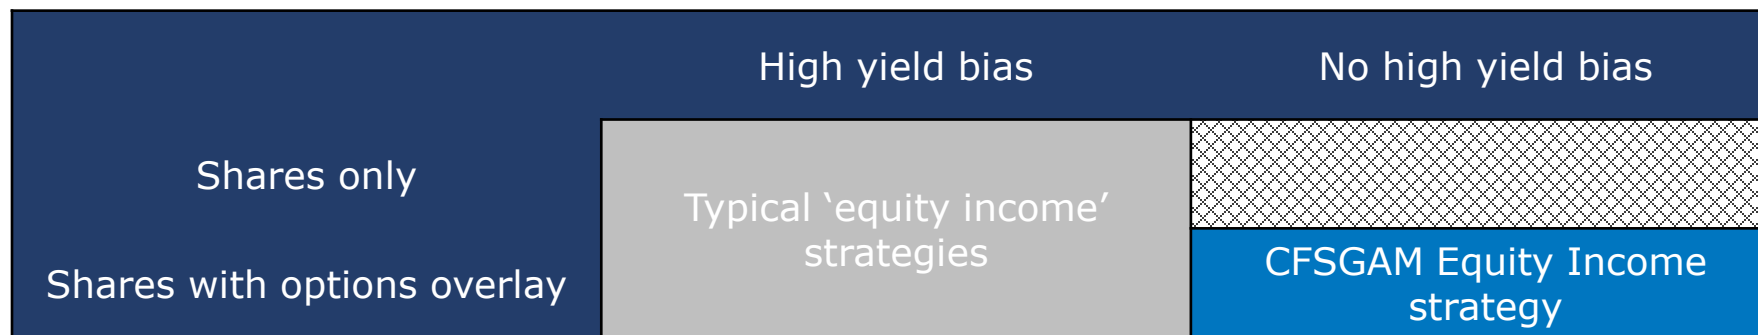 High yield bias
No high yield bias
Shares only
Typical ‘equity income’
strategies
Shares with options overlay
CFSGAM Equity Income
strategy